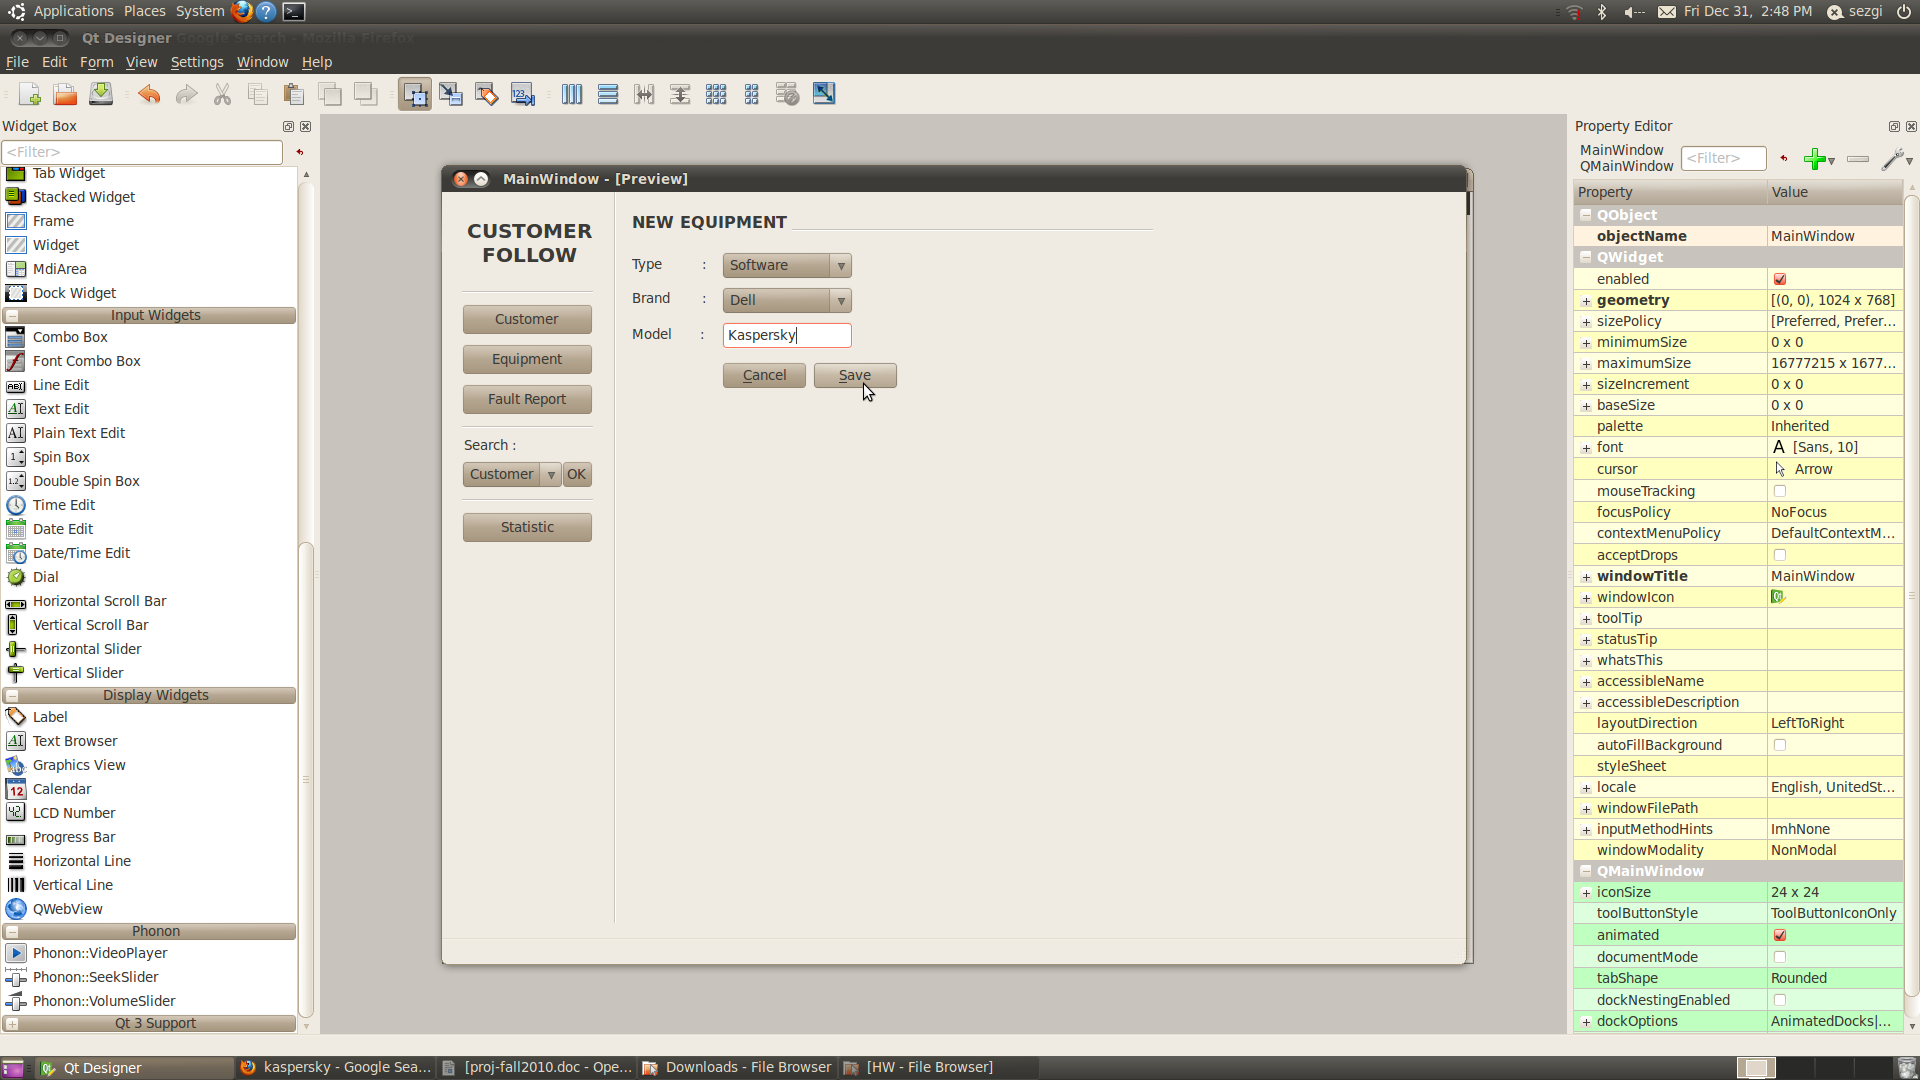 Applications Places System
Fri Dec 31, 2:48 PM sezgi
Qt Designer Google Search - Mozilla Firefox
File Edit Form View Settings Window Help
Widget Box
<Filter>
Tab Widget
Stacked Widget
Frame
Widget
MdiArea
Dock Widget
Input Widgets
Combo Box
Font Combo Box
Line Edit
Text Edit
Plain Text Edit
Spin Box
Double Spin Box
Time Edit
Date Edit
Date/Time Edit
Dial
Horizontal Scroll Bar
Vertical Scroll Bar
Horizontal Slider
Vertical Slider
Display Widgets
Label
Text Browser
Graphics View
Calendar
LCD Number
Progress Bar
Horizontal Line
Vertical Line
QWebView
Phonon
Phonon::VideoPlayer
Phonon::SeekSlider
Phonon::VolumeSlider
Qt 3 Support
MainWindow - [Preview]
CUSTOMER
FOLLOW
Customer
Equipment
Fault Report
Search :
Customer OK
Statistic
NEW EQUIPMENT
Type : Software
Brand : Dell
Model : Kaspersky
Cancel Save
Property Editor
MainWindow
QMainWindow
<Filter>
Property Value
QObject
objectName MainWindow
QWidget
enabled
geometry [(0, 0), 1024 x 768]
sizePolicy [Preferred, Prefer...
minimumSize 0 x 0
maximumSize 16777215 x 1677...
sizeIncrement 0 x 0
baseSize 0 x 0
palette Inherited
font A [Sans, 10]
cursor Arrow
mouseTracking
focusPolicy NoFocus
contextMenuPolicy DefaultContextM...
acceptDrops
windowTitle MainWindow
windowIcon
toolTip
statusTip
whatsThis
accessibleName
accessibleDescription
layoutDirection LeftToRight
autoFillBackground
styleSheet
locale English, UnitedSt...
windowFilePath
inputMethodHints ImhNone
windowModality NonModal
QMainWindow
iconSize 24 x 24
toolButtonStyle ToolButtonIconOnly
animated
documentMode
tabShape Rounded
dockNestingEnabled
dockOptions AnimatedDocks|...
Qt Designer
kaspersky - Google Sea...
[proj-fall2010.doc - Ope...
Downloads - File Browser
[HW - File Browser]